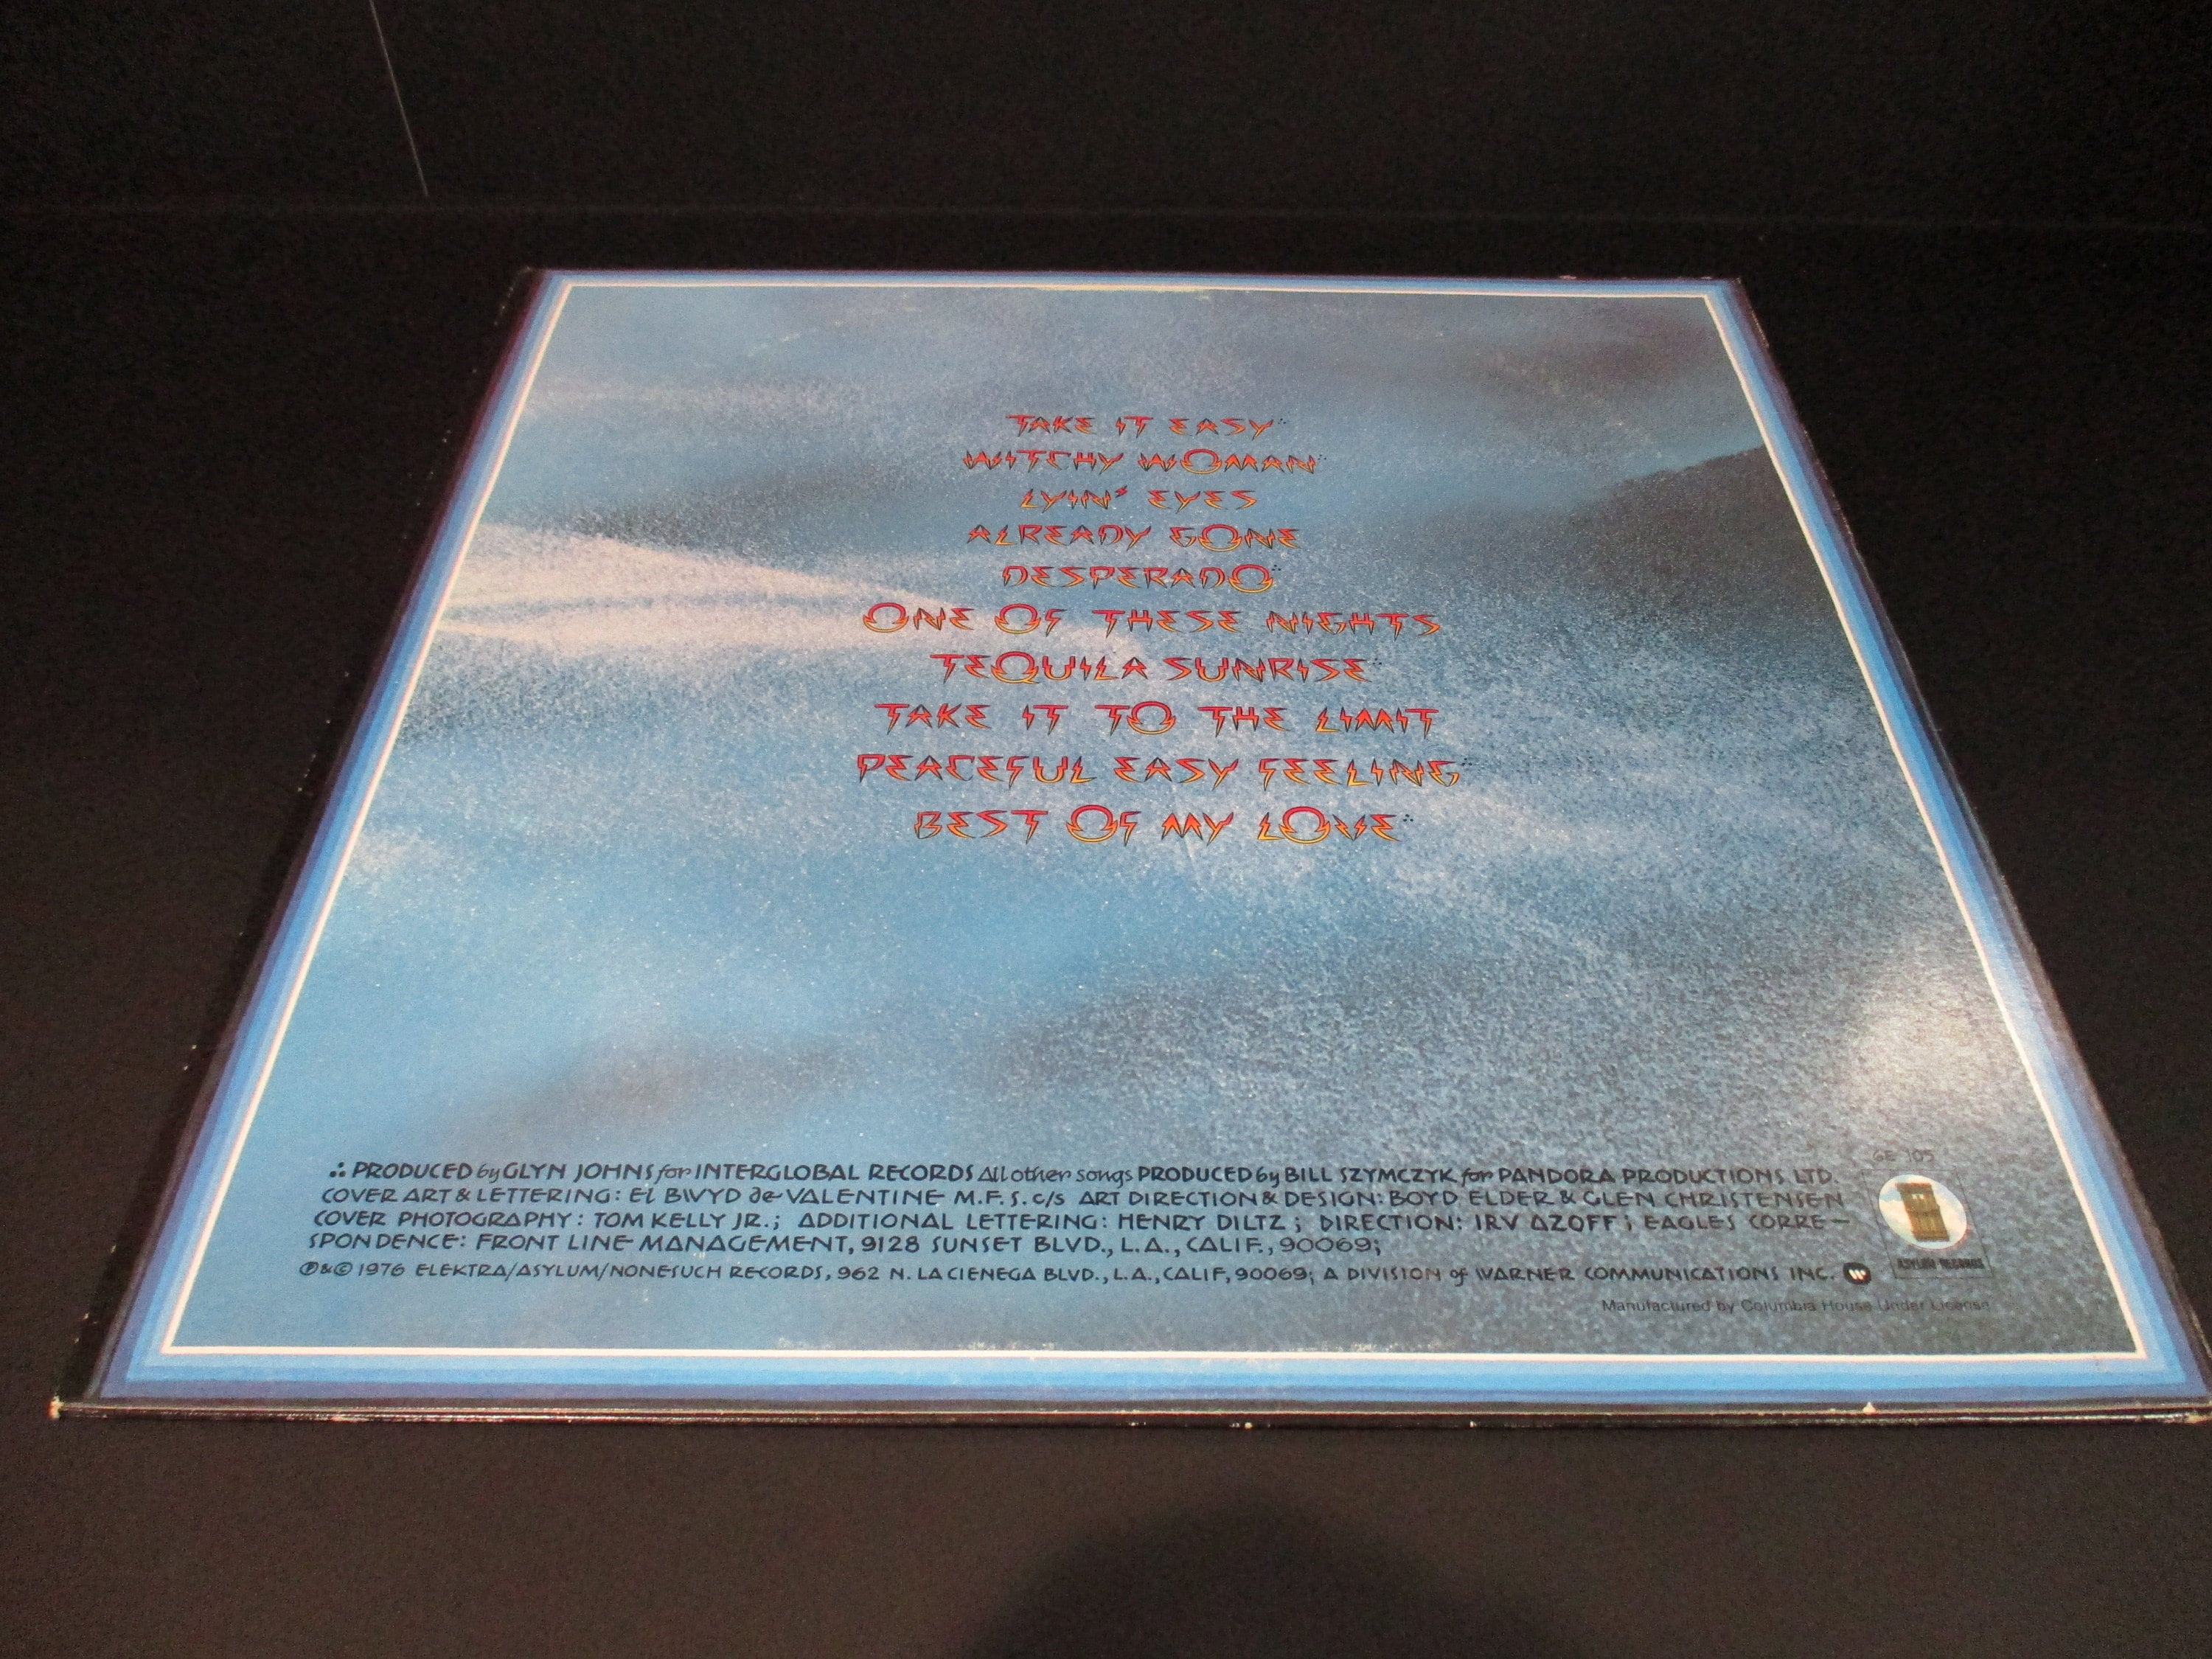 TAKE IT EASY∴
WITCHY WOMAN∴
LYIN' EYES
ALREADY GONE
DESPERADO∴
ONE OF THESE NIGHTS
TEQUILA SUNRISE∴
TAKE IT TO THE LIMIT
PEACEFUL EASY FEELING∴
BEST OF MY LOVE∴
6E 105
∴ PRODUCED by GLYN JOHNS for INTERGLOBAL RECORDS All other songs PRODUCED by BILL SZYMCZYK for PANDORA PRODUCTIONS LTD.
COVER ART & LETTERING: El BWYD de VALENTINE M.F.S. c/s ART DIRECTION & DESIGN: BOYD ELDER & GLEN CHRISTENSEN
COVER PHOTOGRAPHY: TOM KELLY JR.; ADDITIONAL LETTERING: HENRY DILTZ; DIRECTION: IRV AZOFF; EAGLES CORRE-
SPONDENCE: FRONT LINE MANAGEMENT, 9128 SUNSET BLVD., L.A., CALIF., 90069;
℗&© 1976 ELEKTRA/ASYLUM/NONESUCH RECORDS, 962 N. LA CIENEGA BLVD., L.A., CALIF, 90069; A DIVISION of WARNER COMMUNICATIONS INC.
ASYLUM RECORDS
Manufactured by Columbia House Under License